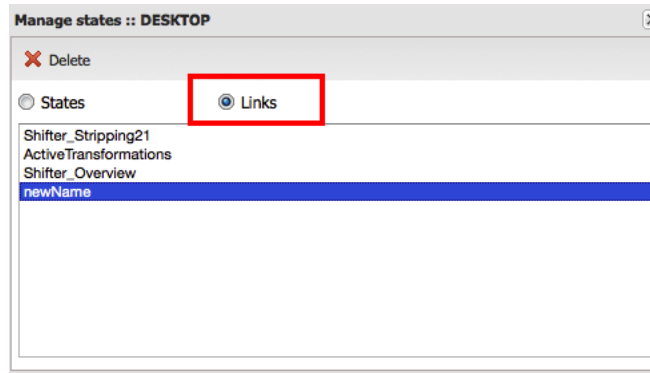 Manage states :: DESKTOP
Delete
States Links
Shifter_Stripping21
ActiveTransformations
Shifter_Overview
newName